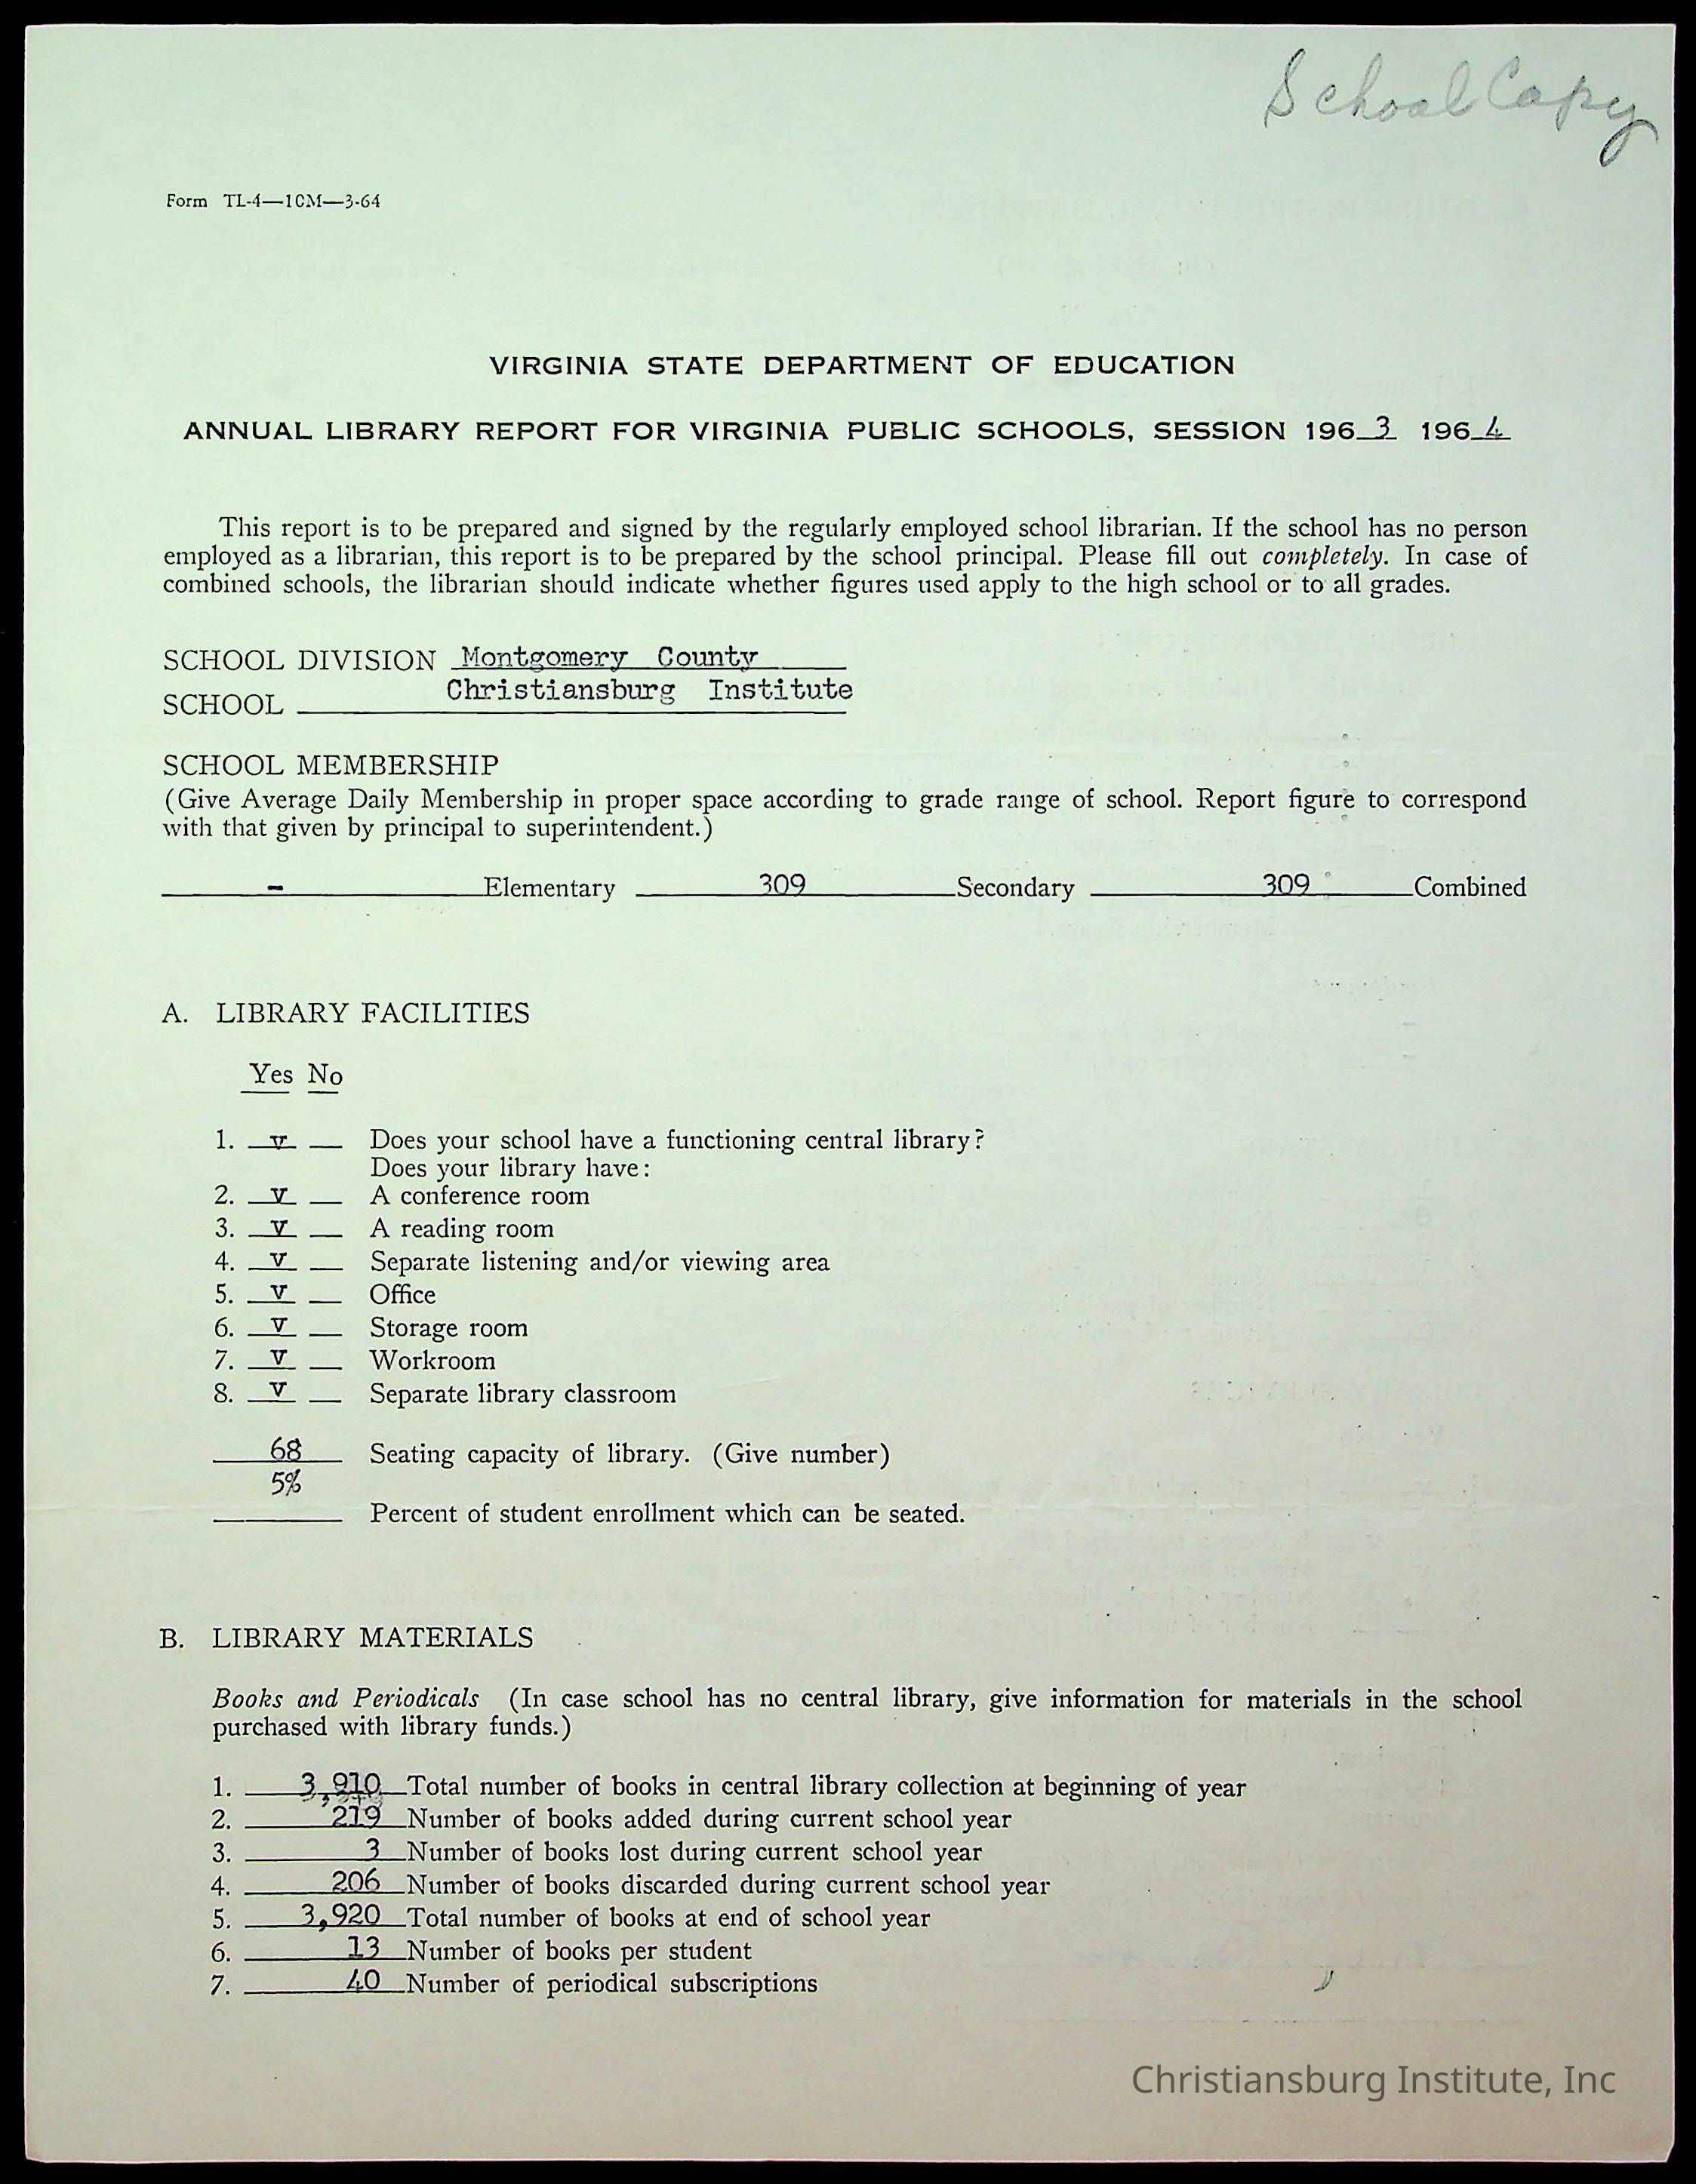 School Copy
Form TL-4—10M—3-64
VIRGINIA STATE DEPARTMENT OF EDUCATION
ANNUAL LIBRARY REPORT FOR VIRGINIA PUBLIC SCHOOLS, SESSION 196 3 196 4
This report is to be prepared and signed by the regularly employed school librarian. If the school has no person
employed as a librarian, this report is to be prepared by the school principal. Please fill out completely. In case of
combined schools, the librarian should indicate whether figures used apply to the high school or to all grades.
SCHOOL DIVISION Montgomery County
SCHOOL Christiansburg Institute
SCHOOL MEMBERSHIP
(Give Average Daily Membership in proper space according to grade range of school. Report figure to correspond
with that given by principal to superintendent.)
- Elementary 309 Secondary 309 Combined
A. LIBRARY FACILITIES
Yes No
1. v Does your school have a functioning central library?
Does your library have:
2. v A conference room
3. v A reading room
4. v Separate listening and/or viewing area
5. v Office
6. v Storage room
7. v Workroom
8. v Separate library classroom
68 Seating capacity of library. (Give number)
5%
Percent of student enrollment which can be seated.
B. LIBRARY MATERIALS
Books and Periodicals (In case school has no central library, give information for materials in the school
purchased with library funds.)
1. 3,910 Total number of books in central library collection at beginning of year
2. 219 Number of books added during current school year
3. 3 Number of books lost during current school year
4. 206 Number of books discarded during current school year
5. 3,920 Total number of books at end of school year
6. 13 Number of books per student
7. 40 Number of periodical subscriptions
Christiansburg Institute, Inc